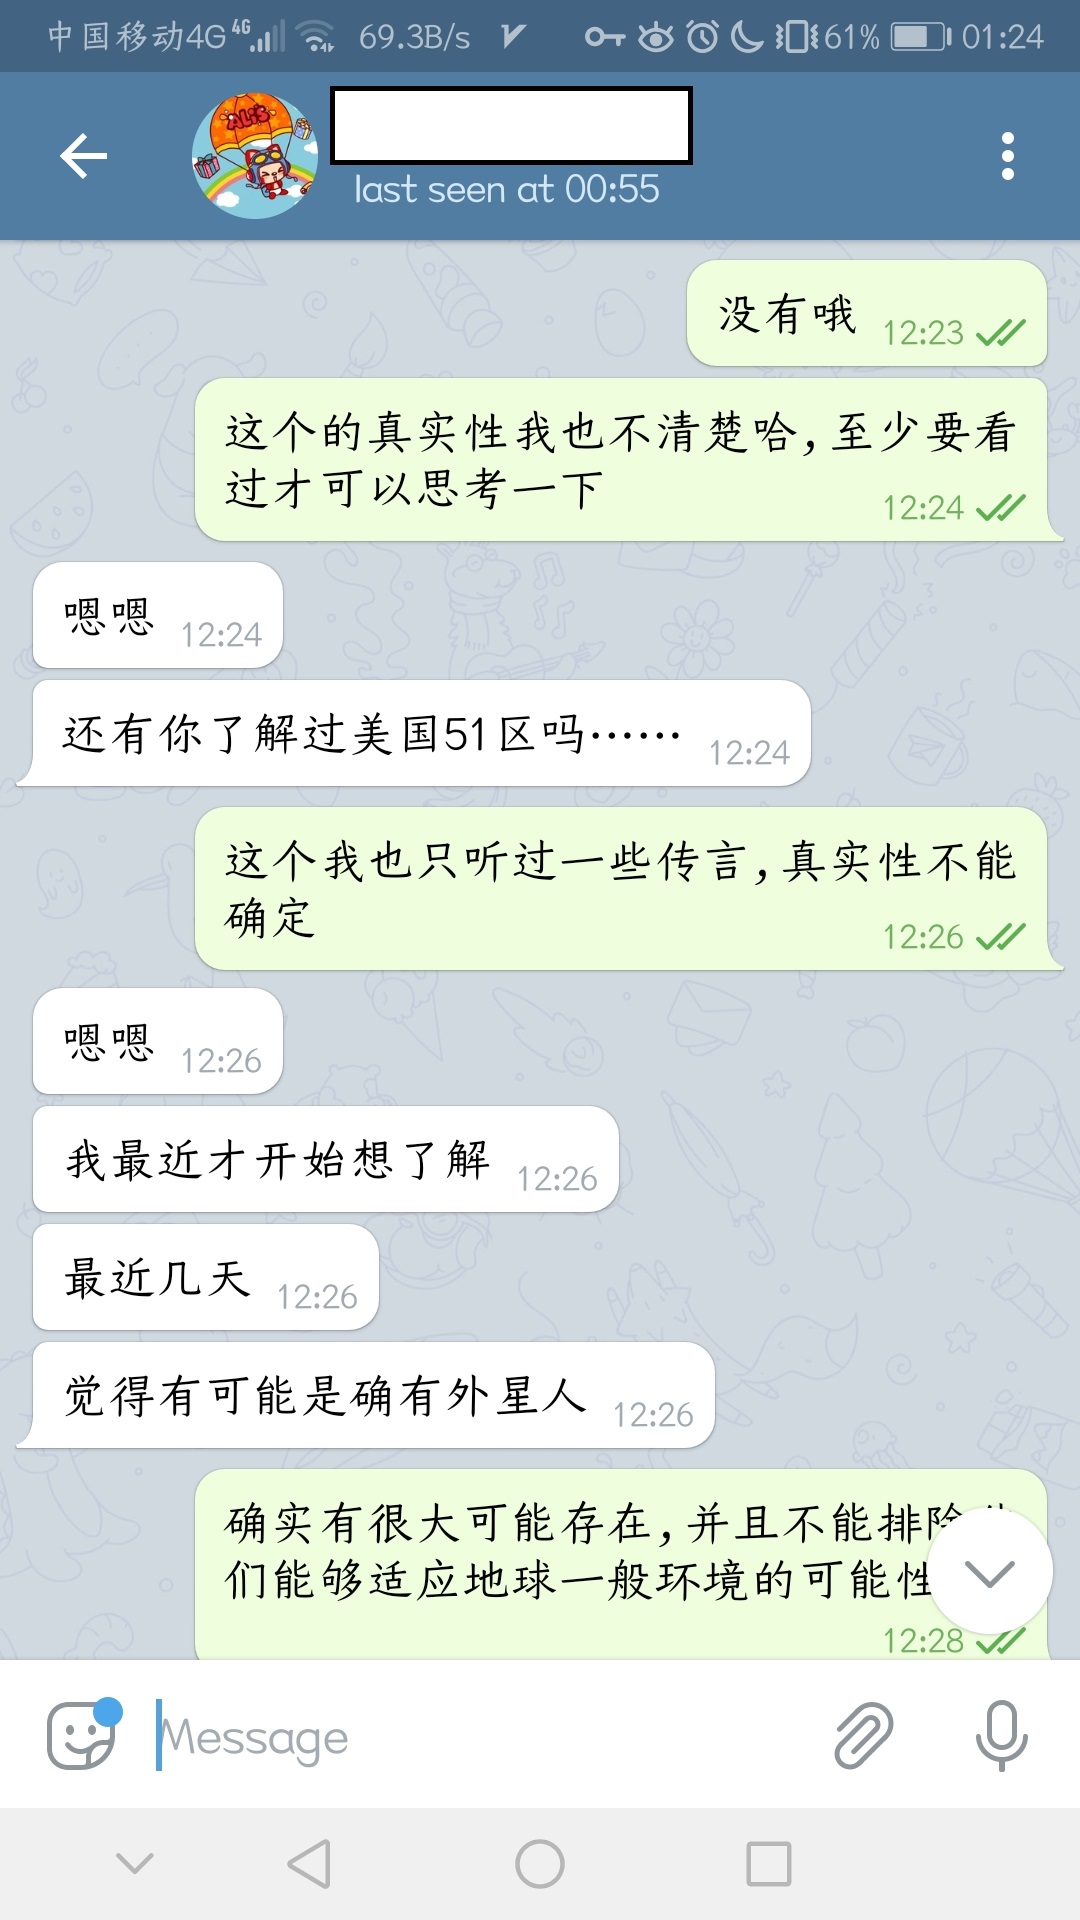 中国移动4G 4G 69.3B/s 61% 01:24
ALi'S
last seen at 00:55
没有哦 12:23
这个的真实性我也不清楚哈,至少要看
过才可以思考一下
12:24
嗯嗯 12:24
还有你了解过美国51区吗…… 12:24
这个我也只听过一些传言,真实性不能
确定
12:26
嗯嗯 12:26
我最近才开始想了解 12:26
最近几天 12:26
觉得有可能是确有外星人 12:26
确实有很大可能存在,并且不能排除
们能够适应地球一般环境的可能性
12:28
Message